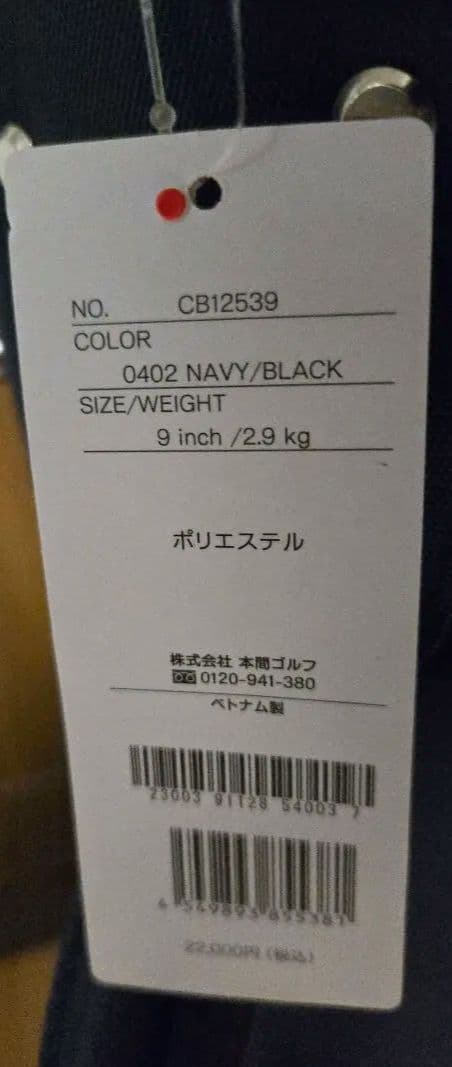 NO. CB12539
COLOR
0402 NAVY/BLACK
SIZE/WEIGHT
9 inch /2.9 kg
ポリエステル
株式会社 本間ゴルフ
0120-941-380
ベトナム製
23003 91128 54003 7
4 549893 855381
22,000円 (税込)